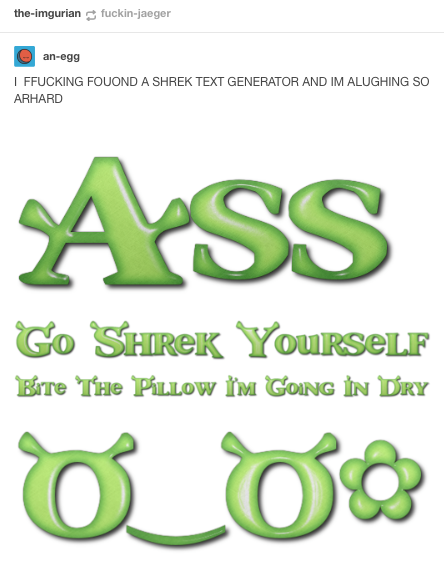 the-imgurian fuckin-jaeger
an-egg
I FFUCKING FOUOND A SHREK TEXT GENERATOR AND IM ALUGHING SO
ARHARD
ASS
GO SHREK YOURSELF
BITE THE PILLOW I'M GOING IN DRY
O_O*